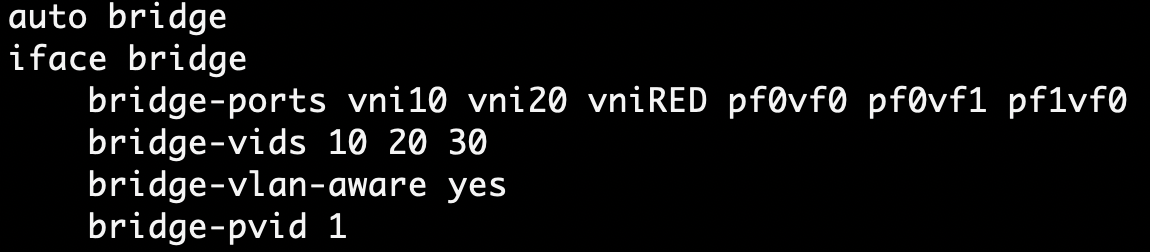 auto bridge
iface bridge
    bridge-ports vni10 vni20 vniRED pf0vf0 pf0vf1 pf1vf0
    bridge-vids 10 20 30
    bridge-vlan-aware yes
    bridge-pvid 1